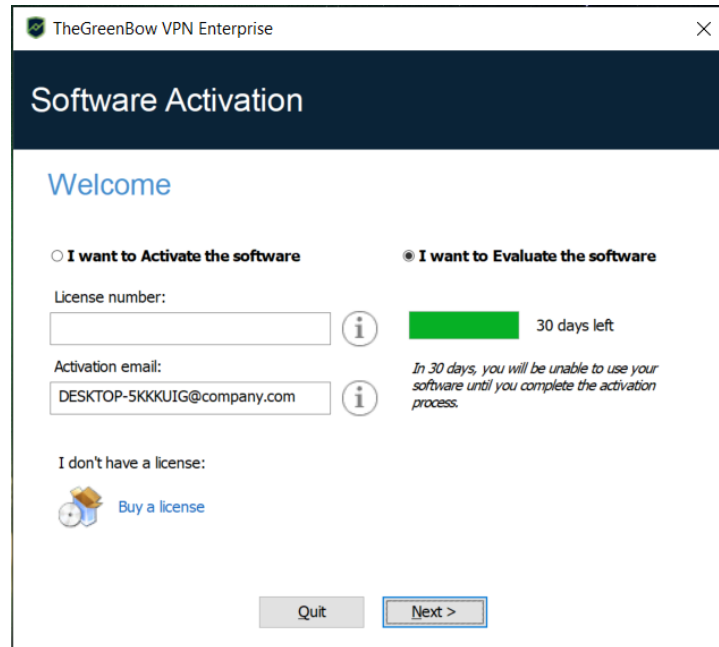 TheGreenBow VPN Enterprise
Software Activation
Welcome
I want to Activate the software
I want to Evaluate the software
License number:
30 days left
Activation email:
DESKTOP-5KKKUIG@company.com
In 30 days, you will be unable to use your
software until you complete the activation
process.
I don't have a license:
Buy a license
Quit
Next >